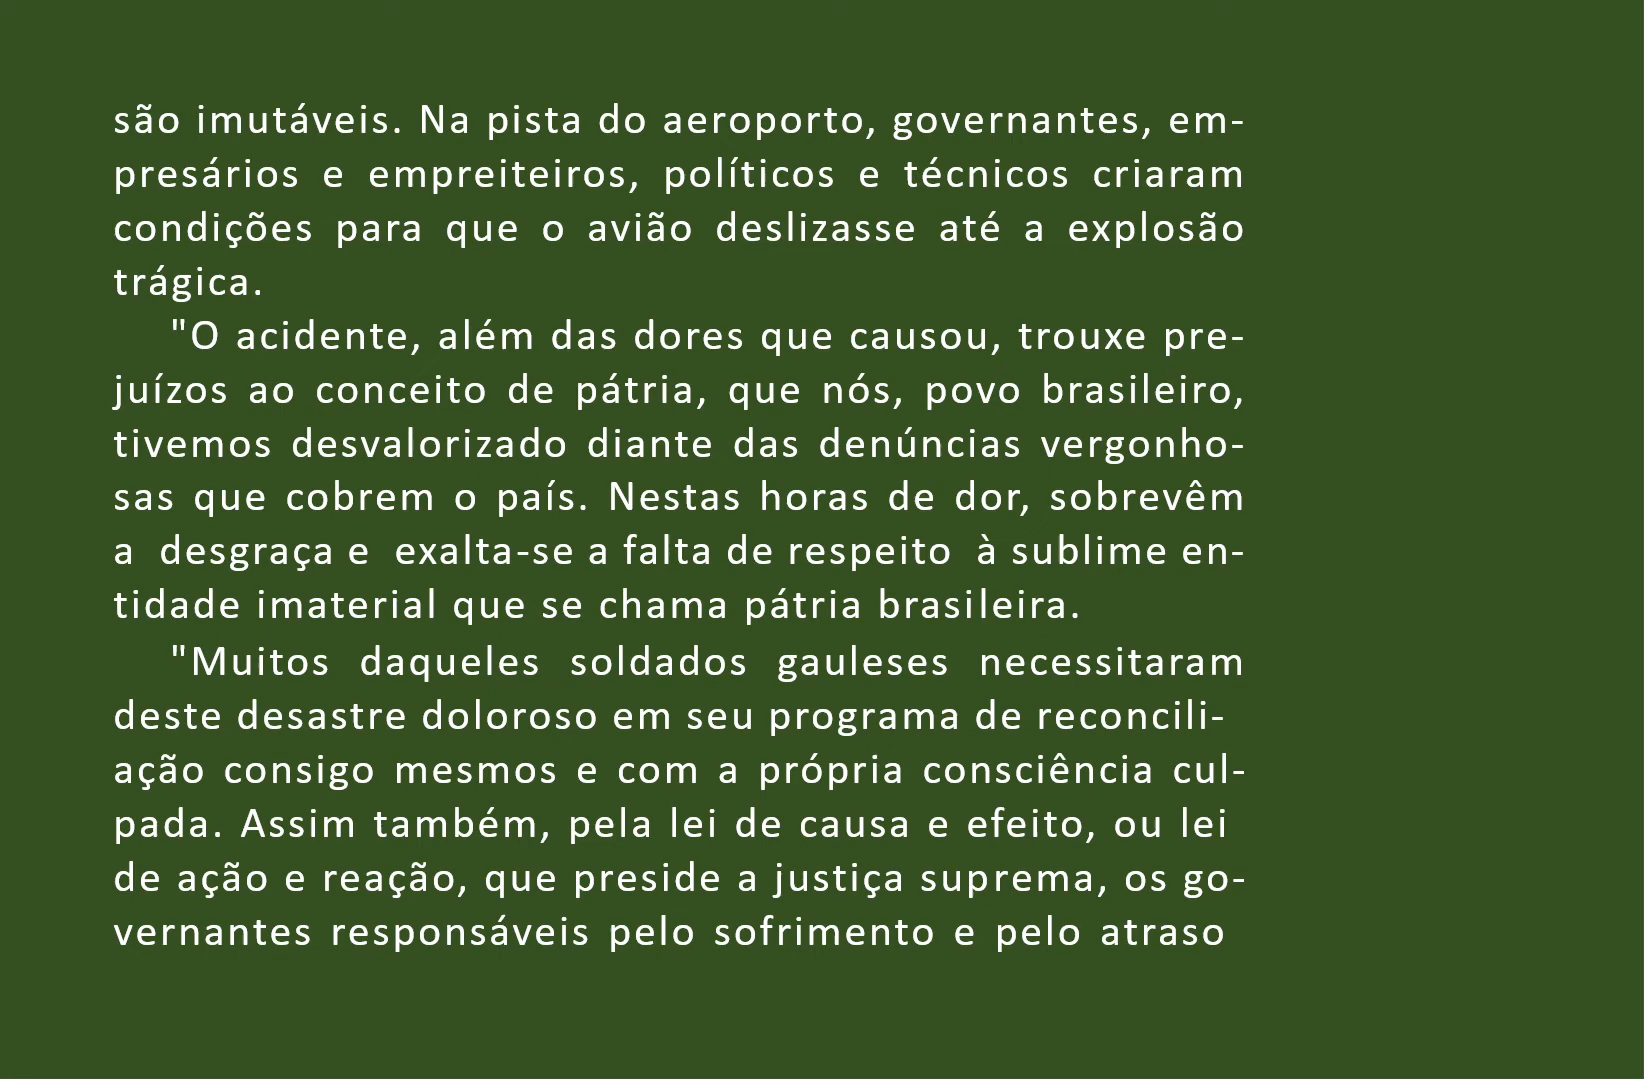 são imutáveis. Na pista do aeroporto, governantes, em-
presários e empreiteiros, políticos e técnicos criaram
condições para que o avião deslizasse até a explosão
trágica.
"O acidente, além das dores que causou, trouxe pre-
juízos ao conceito de pátria, que nós, povo brasileiro,
tivemos desvalorizado diante das denúncias vergonho-
sas que cobrem o país. Nestas horas de dor, sobrevêm
a desgraça e exalta-se a falta de respeito à sublime en-
tidade imaterial que se chama pátria brasileira.
"Muitos daqueles soldados gauleses necessitaram
deste desastre doloroso em seu programa de reconcili-
ação consigo mesmos e com a própria consciência cul-
pada. Assim também, pela lei de causa e efeito, ou lei
de ação e reação, que preside a justiça suprema, os go-
vernantes responsáveis pelo sofrimento e pelo atraso